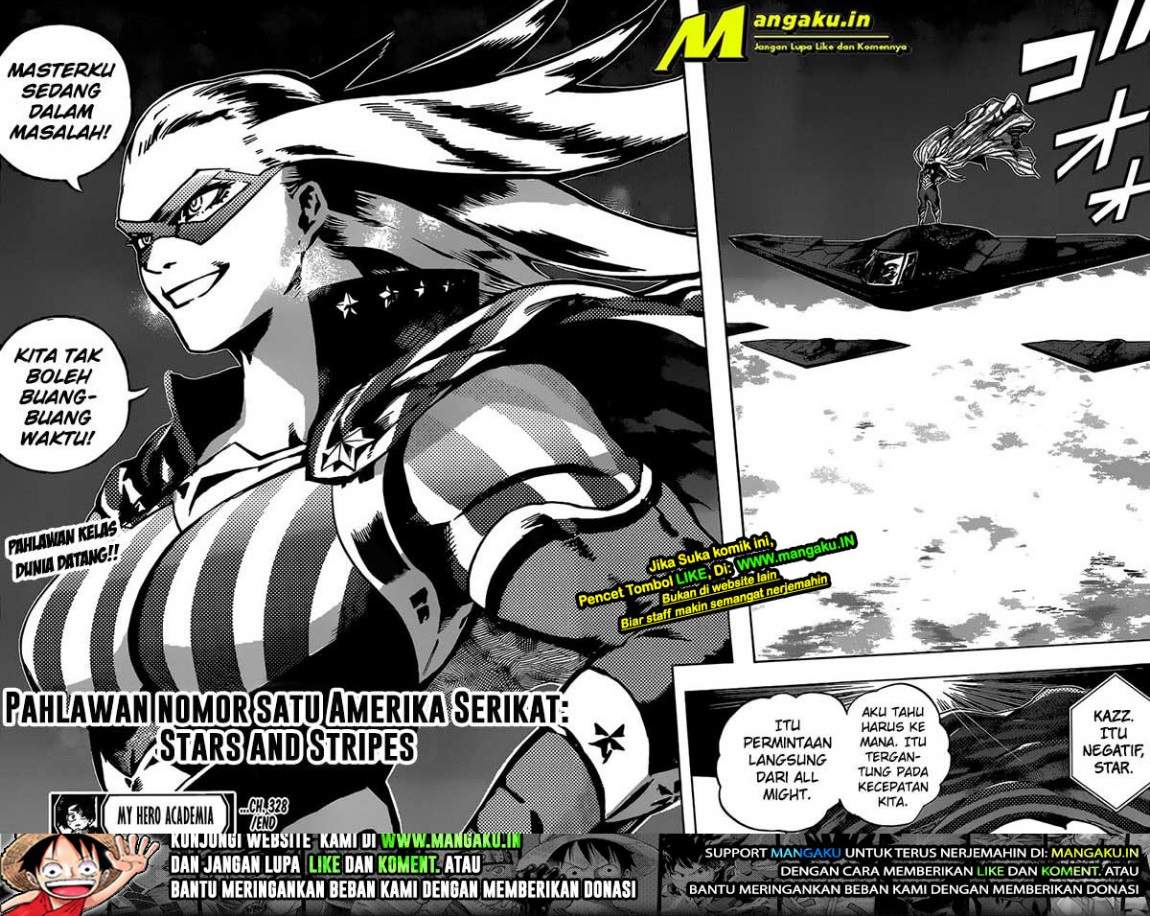 Mangaku.in
Jangan Lupa Like dan Komennya
KAZZ.
ITU
NEGATIF,
STAR.
AKU TAHU
HARUS KE
MANA. ITU
TERGAN-
TUNG PADA
KECEPATAN
KITA.
ITU
PERMINTAAN
LANGSUNG
DARI ALL
MIGHT.
MASTERKU
SEDANG
DALAM
MASALAH!
KITA TAK
BOLEH
BUANG-
BUANG
WAKTU!
PAHLAWAN KELAS
DUNIA DATANG!!
Jika Suka komik ini,
Pencet Tombol LIKE, Di: WWW.mangaku.IN
Bukan di website lain
Biar staff makin semangat nerjemahin
PAHLAWAN NOMOR SATU AMERIKA SERIKAT:
STARS AND STRIPES
MY HERO ACADEMIA
...CH.328
/END
KUNJUNGI WEBSITE KAMI DI WWW.MANGAKU.IN
DAN JANGAN LUPA LIKE DAN KOMENT. ATAU
BANTU MERINGANKAN BEBAN KAMI DENGAN MEMBERIKAN DONASI
SUPPORT MANGAKU UNTUK TERUS NERJEMAHIN DI: MANGAKU.IN
DENGAN CARA MEMBERIKAN LIKE DAN KOMENT. ATAU
BANTU MERINGANKAN BEBAN KAMI DENGAN MEMBERIKAN DONASI